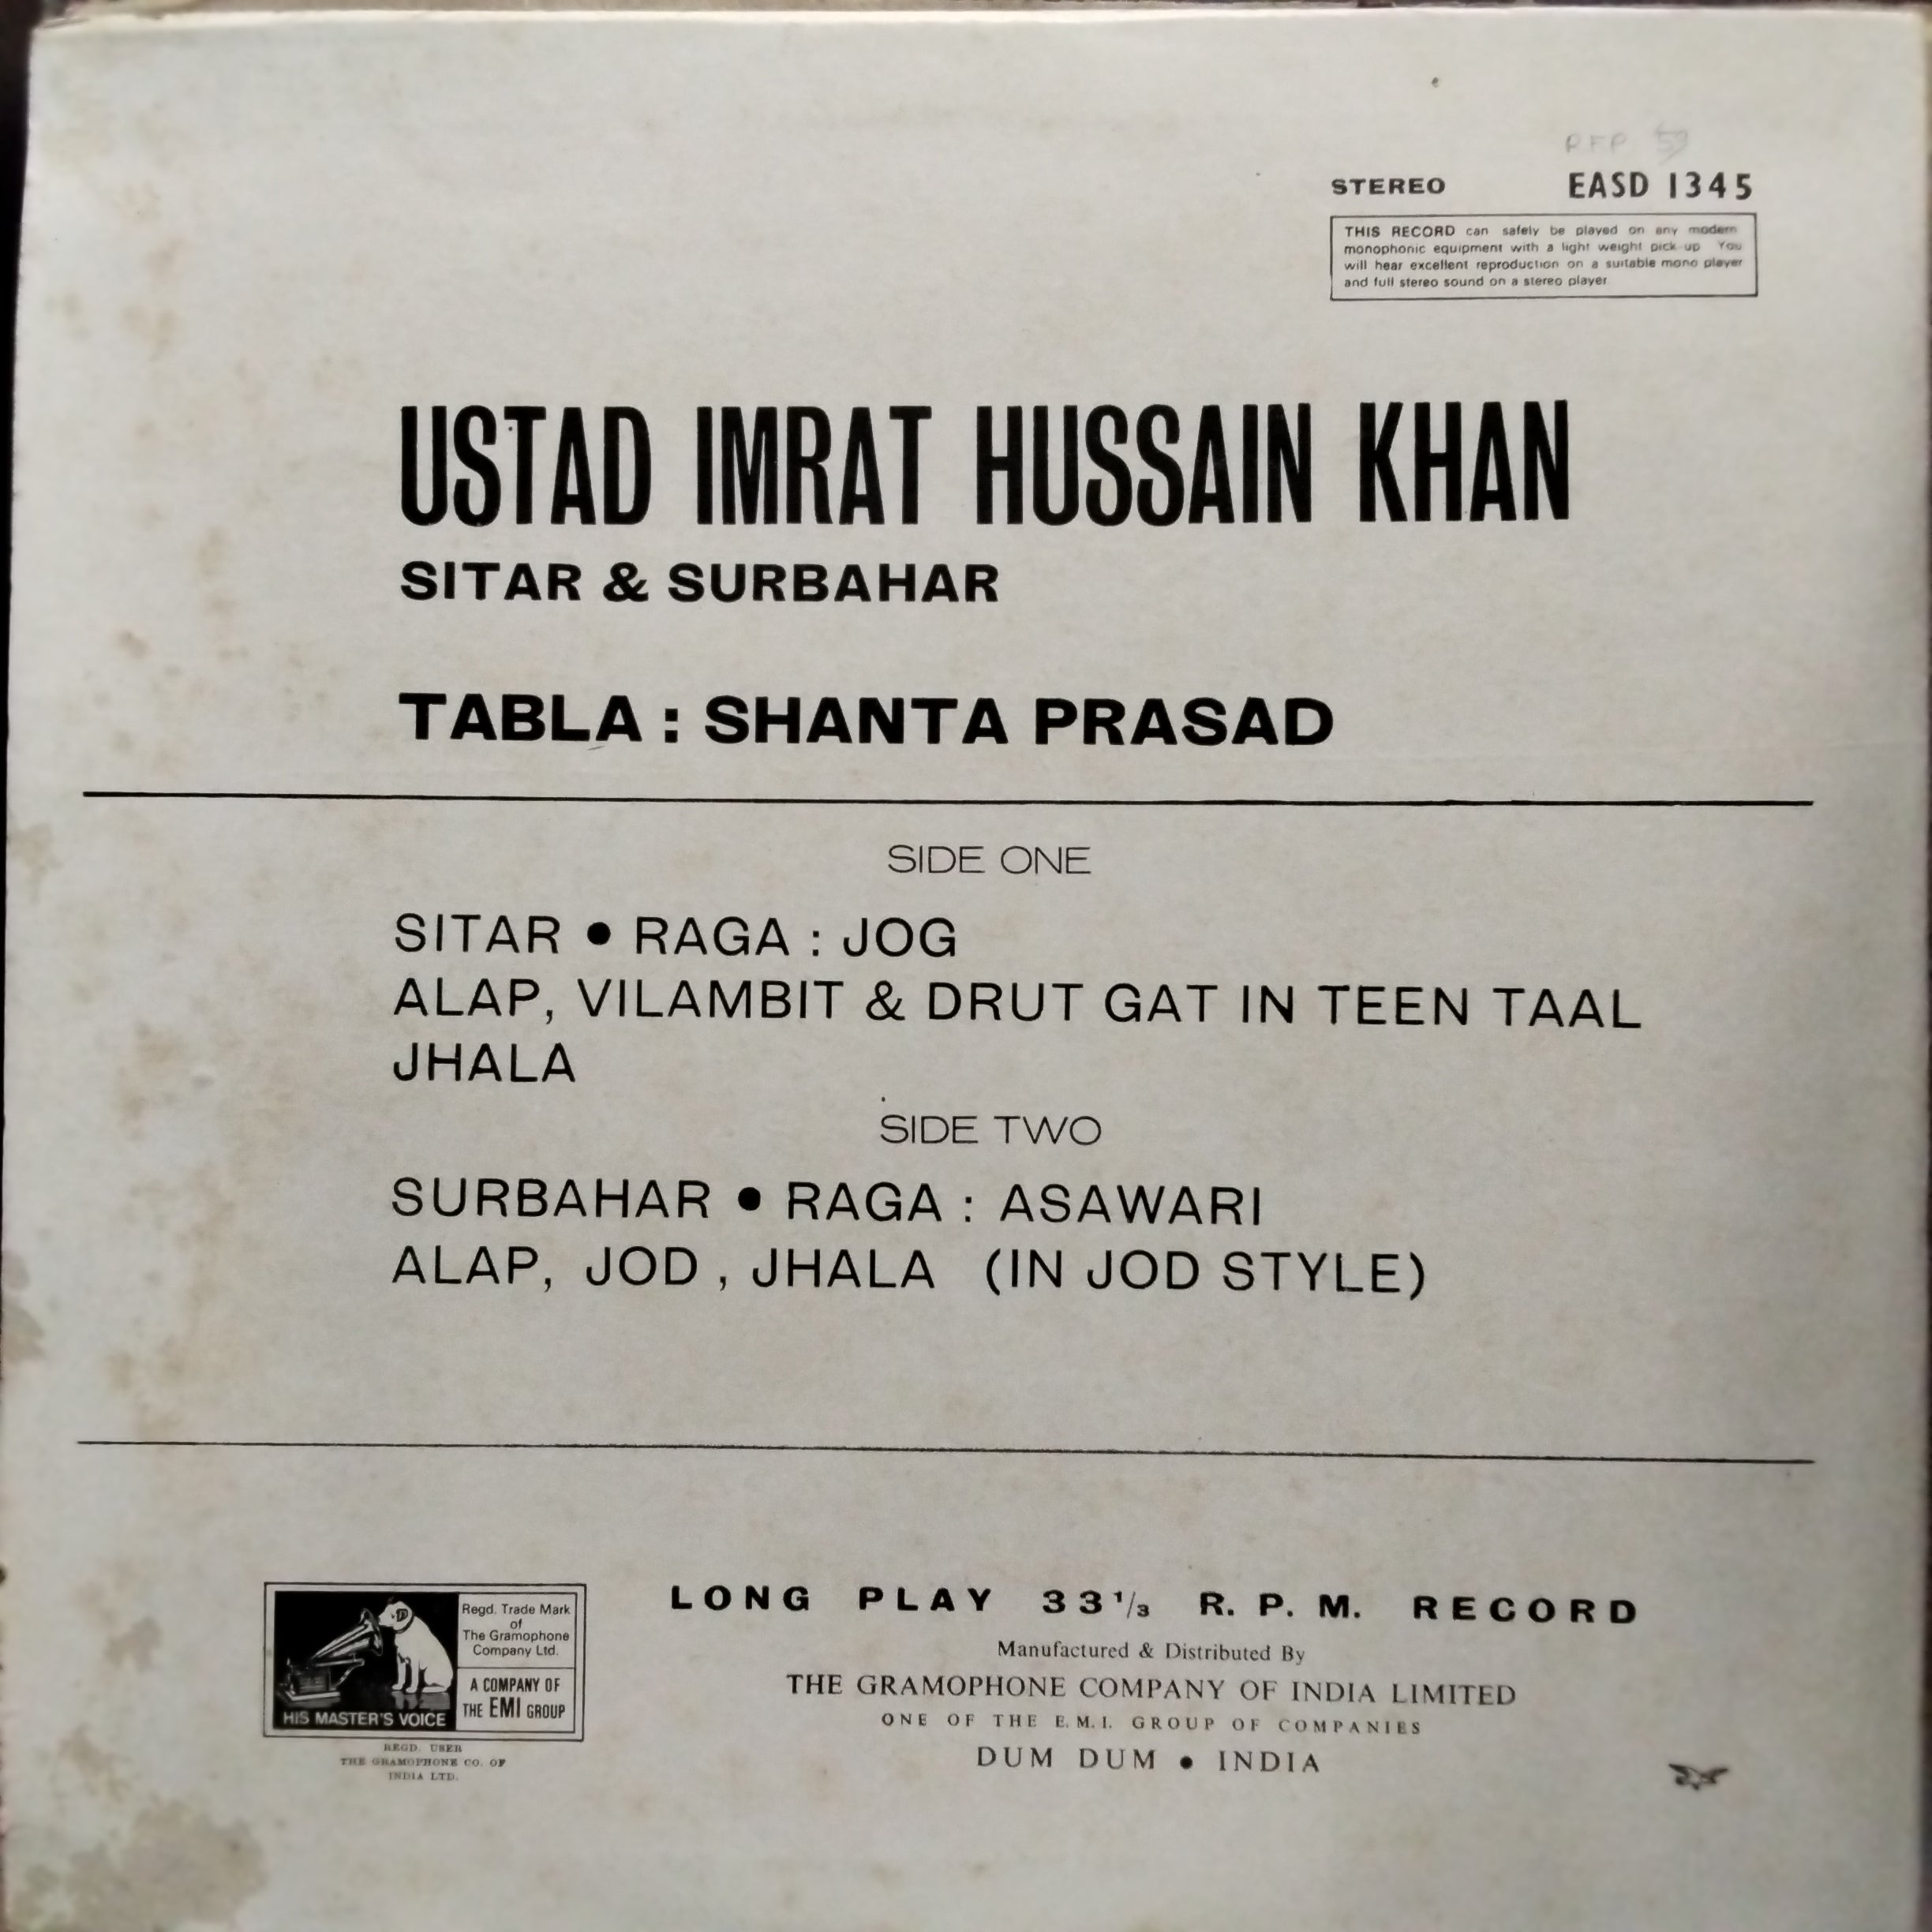 STEREO EASD 1345
THIS RECORD can safely be played on any modern
monophonic equipment with a light weight pick up You
will hear excellent reproduction on a suitable mono player
and full stereo sound on a stereo player
USTAD IMRAT HUSSAIN KHAN
SITAR & SURBAHAR
TABLA : SHANTA PRASAD
SIDE ONE
SITAR • RAGA : JOG
ALAP, VILAMBIT & DRUT GAT IN TEEN TAAL
JHALA
SIDE TWO
SURBAHAR • RAGA : ASAWARI
ALAP, JOD , JHALA (IN JOD STYLE)
Regd. Trade Mark
of
The Gramophone
Company Ltd.
A COMPANY OF
THE EMI GROUP
HIS MASTER'S VOICE
REGD. USER
THE GRAMOPHONE CO. OF
INDIA LTD.
LONG PLAY 33 1/3 R. P. M. RECORD
Manufactured & Distributed By
THE GRAMOPHONE COMPANY OF INDIA LIMITED
ONE OF THE E.M.I. GROUP OF COMPANIES
DUM DUM • INDIA